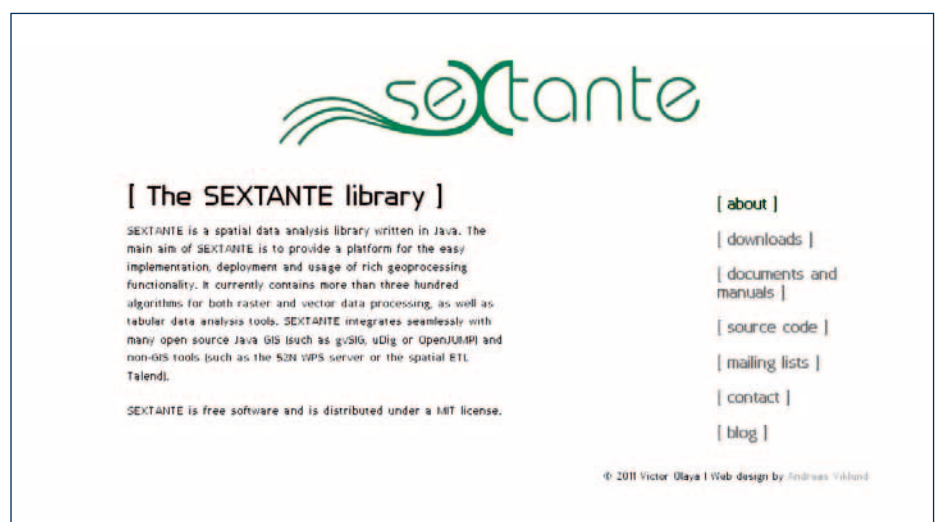 sextante
[ The SEXTANTE library ]
SEXTANTE is a spatial data analysis library written in Java. The
main aim of SEXTANTE is to provide a platform for the easy
implementation, deployment and usage of rich geoprocessing
functionality. It currently contains more than three hundred
algorithms for both raster and vector data processing, as well as
tabular data analysis tools. SEXTANTE integrates seamlessly with
many open source Java GIS (such as gvSIG, uDig or OpenJUMP) and
non-GIS tools (such as the 52N WPS server or the spatial ETL
Talend).
SEXTANTE is free software and is distributed under a MIT license.
[ about ]
[ downloads ]
[ documents and
manuals ]
[ source code ]
[ mailing lists ]
[ contact ]
[ blog ]
© 2011 Victor Olaya | Web design by Andreas Viklund